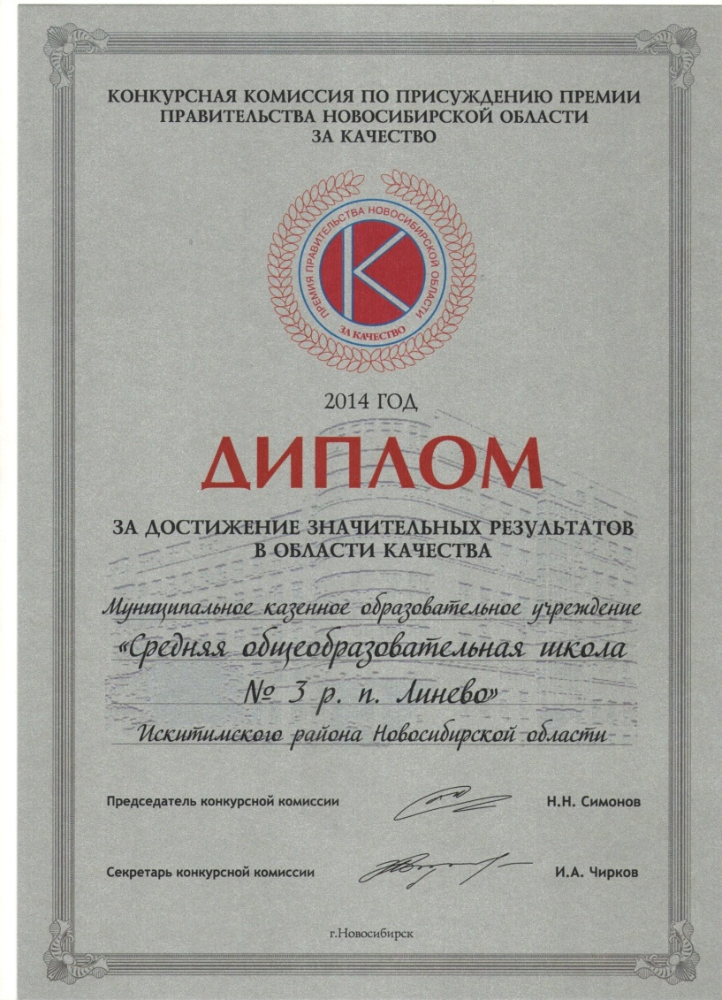 КОНКУРСНАЯ КОМИССИЯ ПО ПРИСУЖДЕНИЮ ПРЕМИИ
ПРАВИТЕЛЬСТВА НОВОСИБИРСКОЙ ОБЛАСТИ
ЗА КАЧЕСТВО
ПРЕМИЯ ПРАВИТЕЛЬСТВА НОВОСИБИРСКОЙ ОБЛАСТИ
К
ЗА КАЧЕСТВО
2014 ГОД
ДИПЛОМ
ЗА ДОСТИЖЕНИЕ ЗНАЧИТЕЛЬНЫХ РЕЗУЛЬТАТОВ
В ОБЛАСТИ КАЧЕСТВА
Муниципальное казенное образовательное учреждение
«Средняя общеобразовательная школа
№ 3 р. п. Линево»
Искитимского района Новосибирской области
Председатель конкурсной комиссии Н.Н. Симонов
Секретарь конкурсной комиссии И.А. Чирков
г.Новосибирск